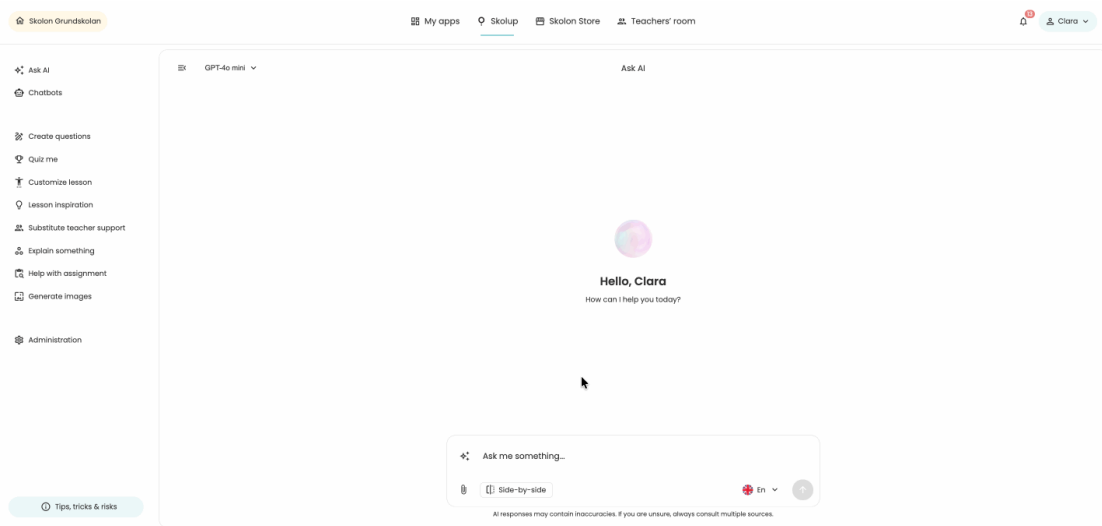 Skolon Grundskolan
My apps
Skolup
Skolon Store
Teachers' room
13
Clara
Ask AI
Chatbots
Create questions
Quiz me
Customize lesson
Lesson inspiration
Substitute teacher support
Explain something
Help with assignment
Generate images
Administration
Tips, tricks & risks
GPT-4o mini
Ask AI
Hello, Clara
How can I help you today?
Ask me something...
Side-by-side
En
AI responses may contain inaccuracies. If you are unsure, always consult multiple sources.